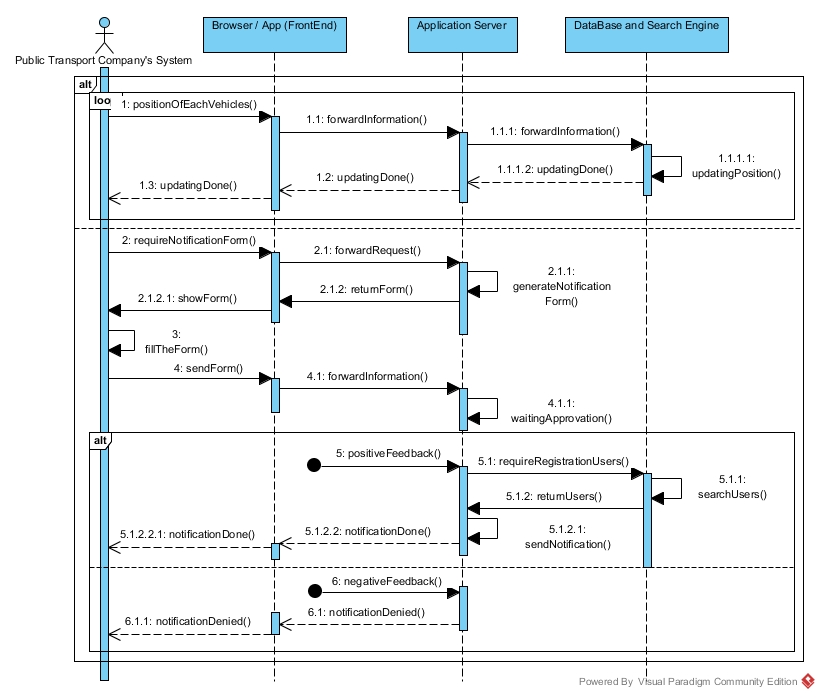 Browser / App (FrontEnd)
Application Server
DataBase and Search Engine
Public Transport Company's System
alt
loop
1: positionOfEachVehicles()
1.1: forwardInformation()
1.1.1: forwardInformation()
1.1.1.1:
updatingPosition()
1.1.1.2: updatingDone()
1.2: updatingDone()
1.3: updatingDone()
2: requireNotificationForm()
2.1: forwardRequest()
2.1.1:
generateNotification
Form()
2.1.2: returnForm()
2.1.2.1: showForm()
3:
fillTheForm()
4: sendForm()
4.1: forwardInformation()
4.1.1:
waitingApprovation()
alt
5: positiveFeedback()
5.1: requireRegistrationUsers()
5.1.1:
searchUsers()
5.1.2: returnUsers()
5.1.2.1:
sendNotification()
5.1.2.2: notificationDone()
5.1.2.2.1: notificationDone()
6: negativeFeedback()
6.1: notificationDenied()
6.1.1: notificationDenied()
Powered By Visual Paradigm Community Edition